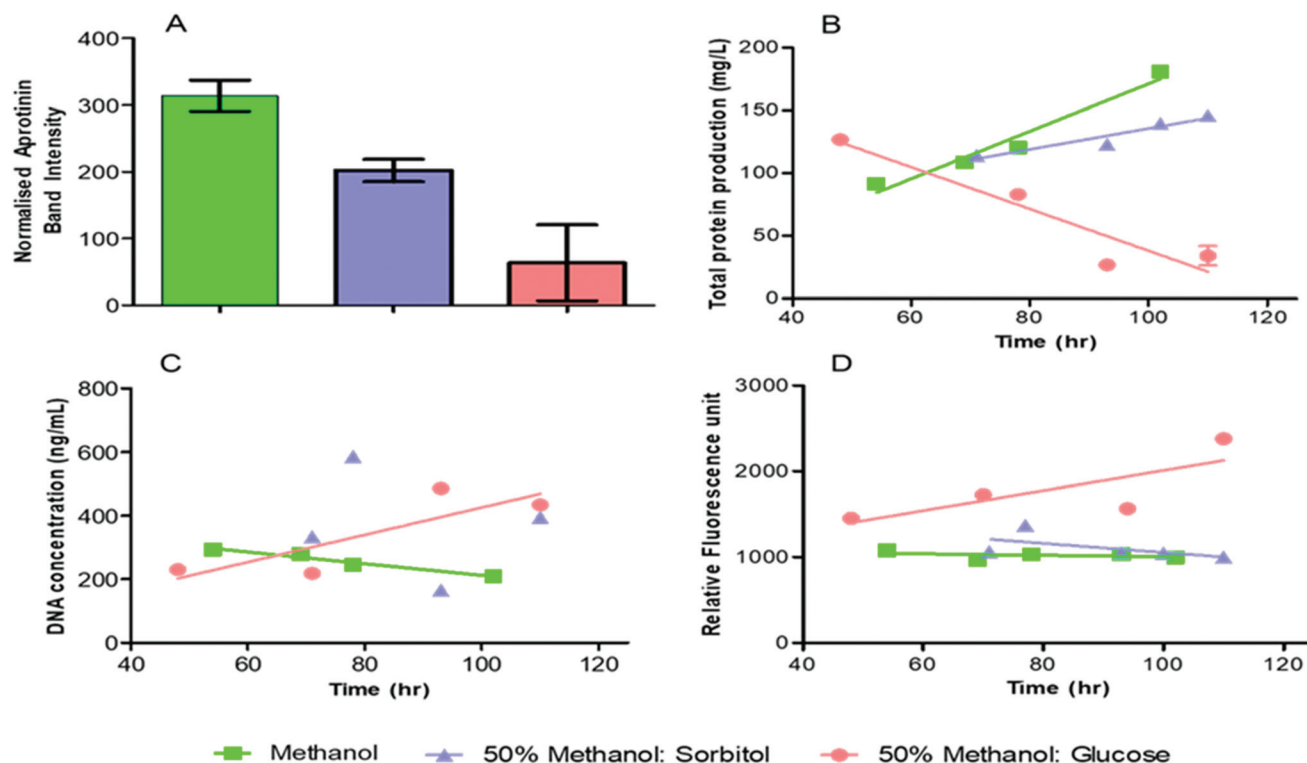 A
Normalised Aprotinin
Band Intensity
400
300
200
100
0
B
Total protein production (mg/L)
200
150
100
50
0
40 60 80 100 120
Time (hr)
C
DNA concentration (ng/mL)
800
600
400
200
0
40 60 80 100 120
Time (hr)
D
Relative Fluorescence unit
3000
2000
1000
0
40 60 80 100 120
Time (hr)
Methanol 50% Methanol: Sorbitol 50% Methanol: Glucose